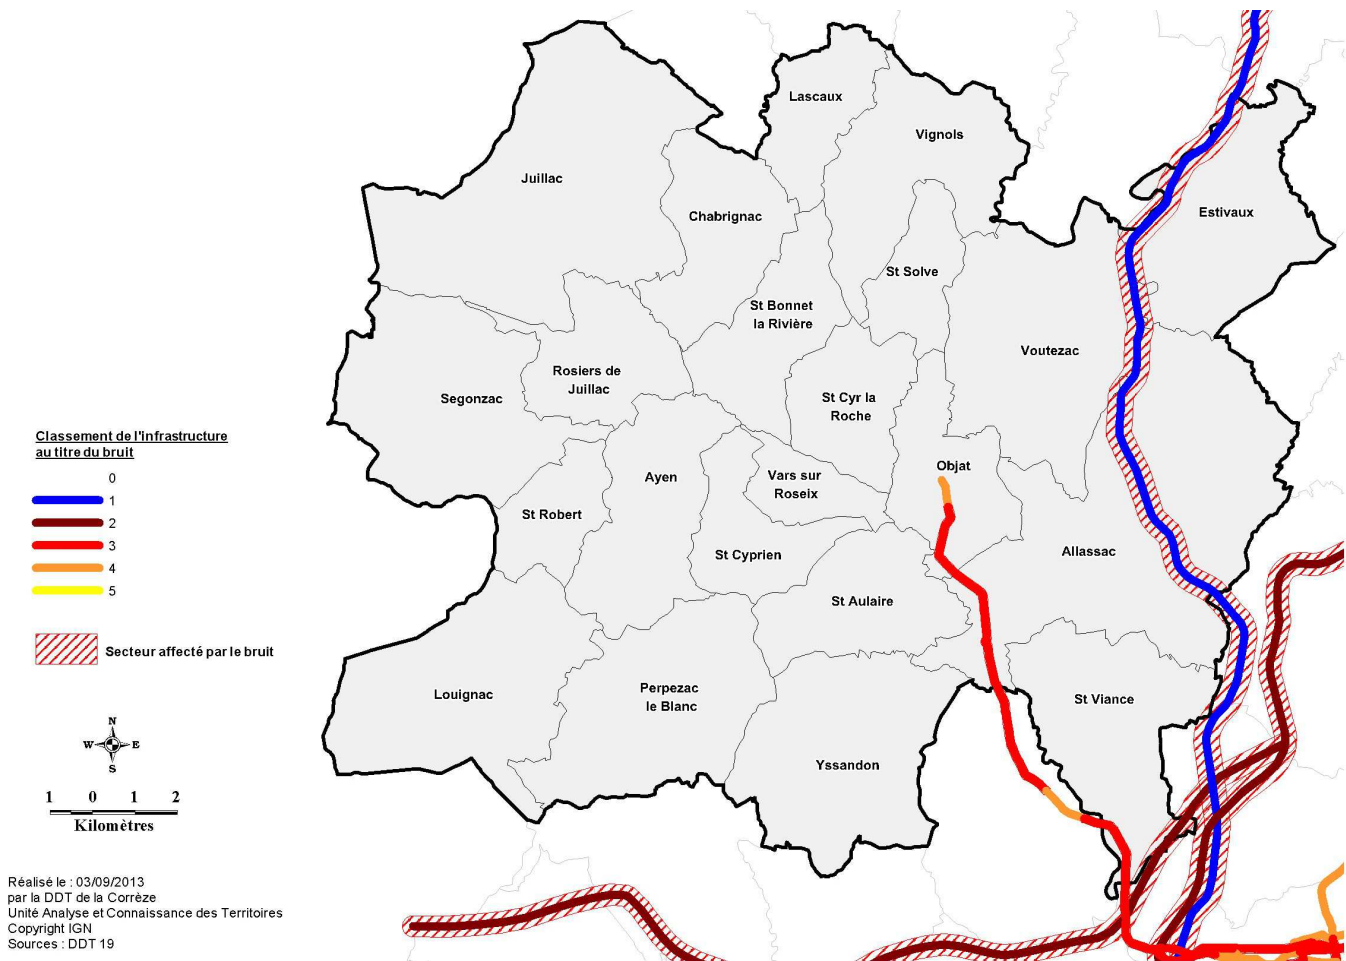 Lascaux
Vignols
Juillac
Chabrignac
Estivaux
St Solve
St Bonnet
la Rivière
Voutezac
Rosiers de
Juillac
Segonzac
St Cyr la
Roche
Objat
Ayen
Vars sur
Roseix
St Robert
St Cyprien
Allassac
St Aulaire
Louignac
Perpezac
le Blanc
St Viance
Yssandon
Classement de l'infrastructure
au titre du bruit
0
1
2
3
4
5
Secteur affecté par le bruit
N
W E
S
1 0 1 2
Kilomètres
Réalisé le : 03/09/2013
par la DDT de la Corrèze
Unité Analyse et Connaissance des Territoires
Copyright IGN
Sources : DDT 19